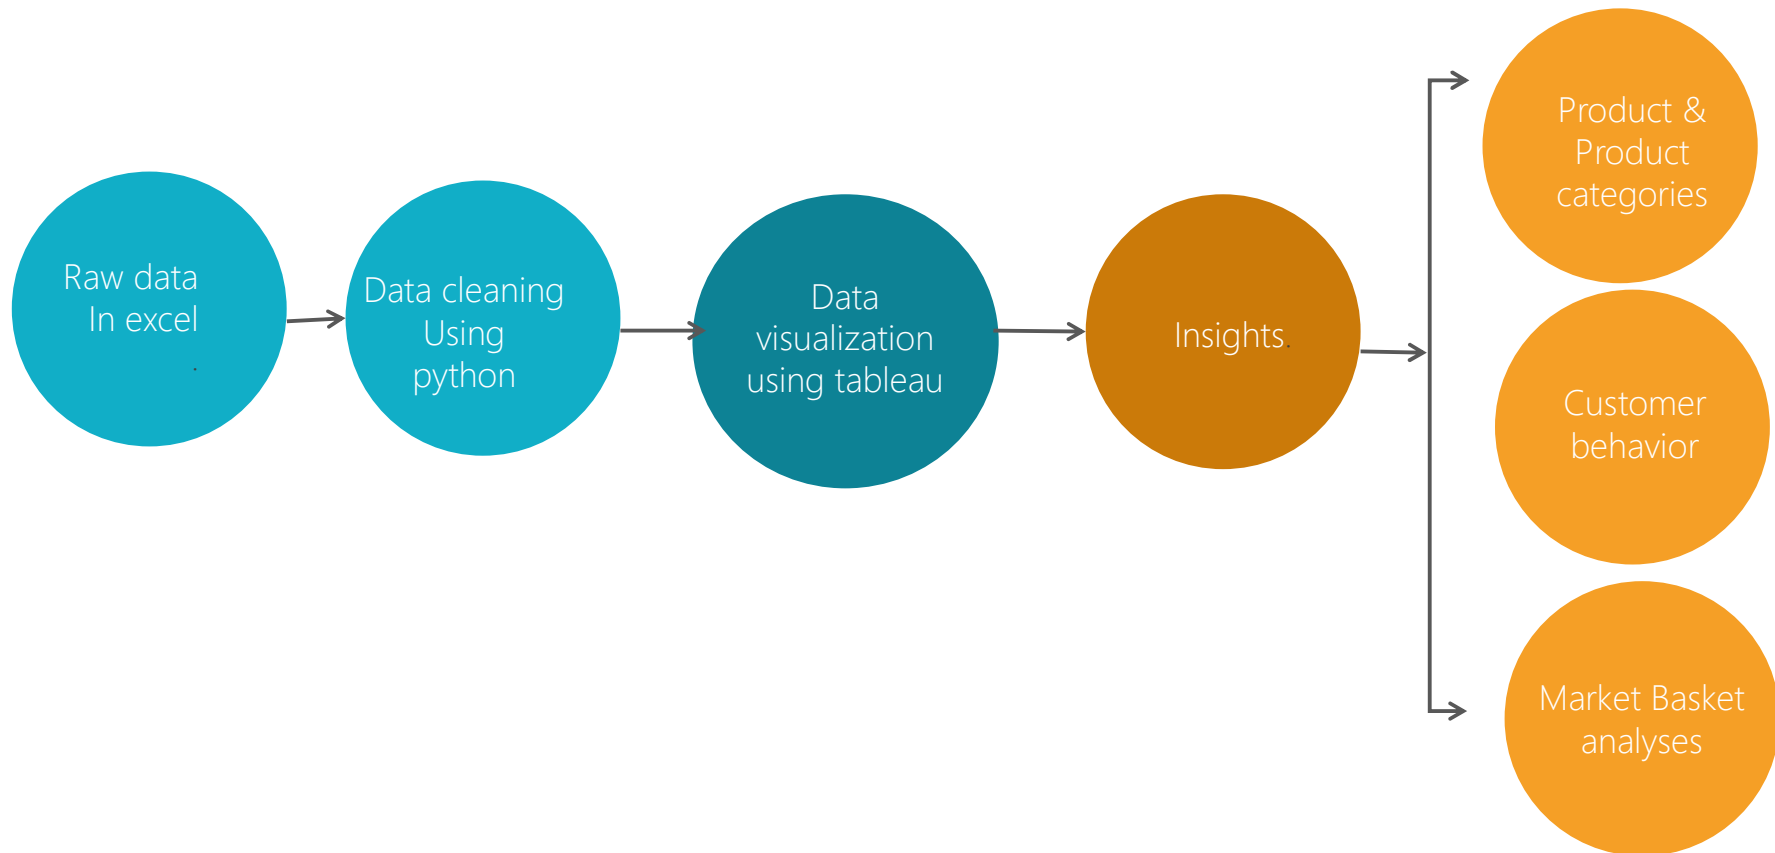 Raw data
In excel
.
Data cleaning
Using
python
Data
visualization
using tableau
Insights.
Product &
Product
categories
Customer
behavior
Market Basket
analyses